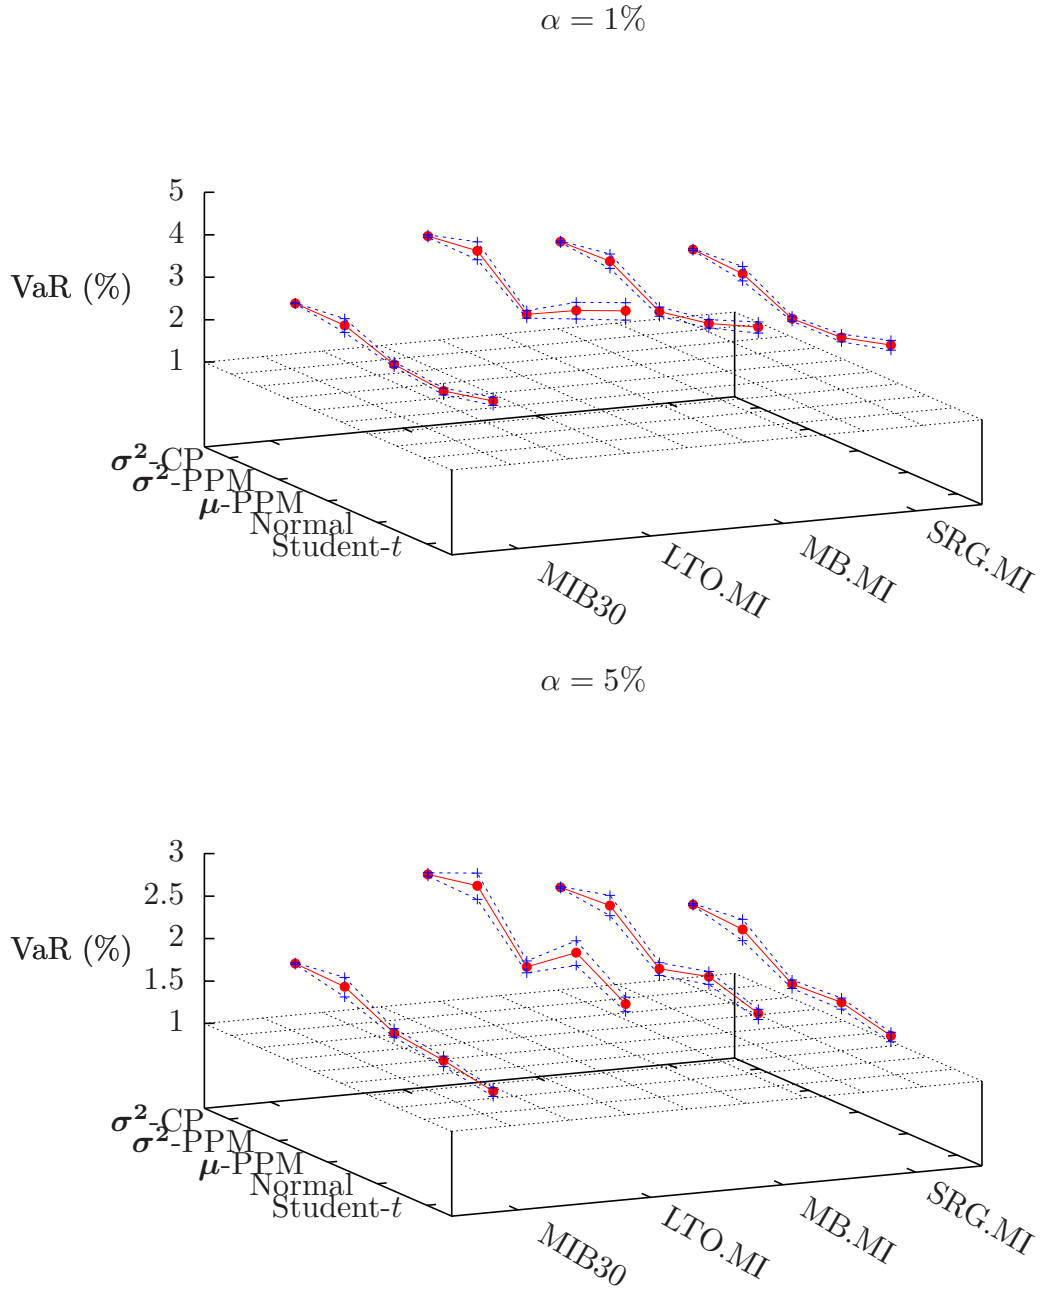 α = 1%
5
4
3
2
1
VaR (%)
σ²-CP
σ²-PPM
μ-PPM
Normal
Student-t
MIB30
LTO.MI
MB.MI
SRG.MI
α = 5%
3
2.5
2
1.5
1
VaR (%)
σ²-CP
σ²-PPM
μ-PPM
Normal
Student-t
MIB30
LTO.MI
MB.MI
SRG.MI